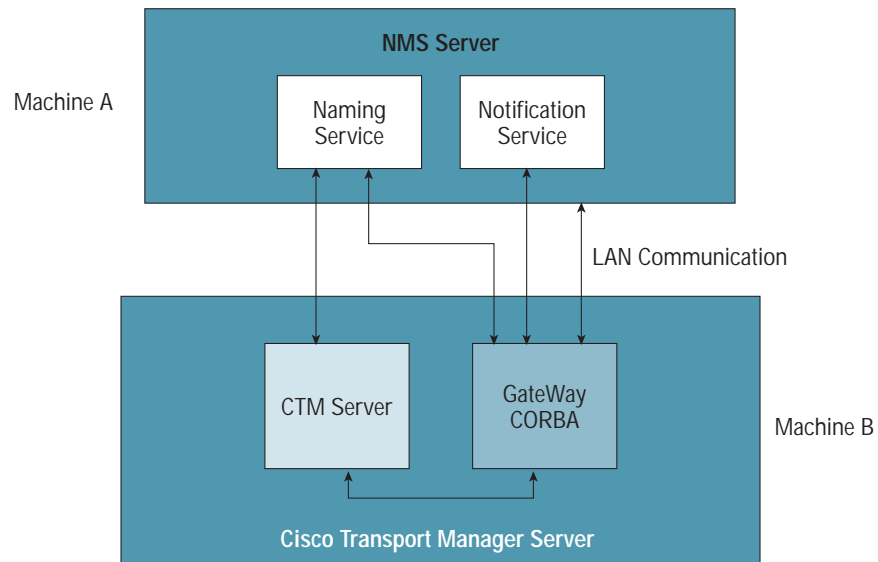 NMS Server
Machine A
Naming
Service
Notification
Service
LAN Communication
CTM Server
GateWay
CORBA
Machine B
Cisco Transport Manager Server